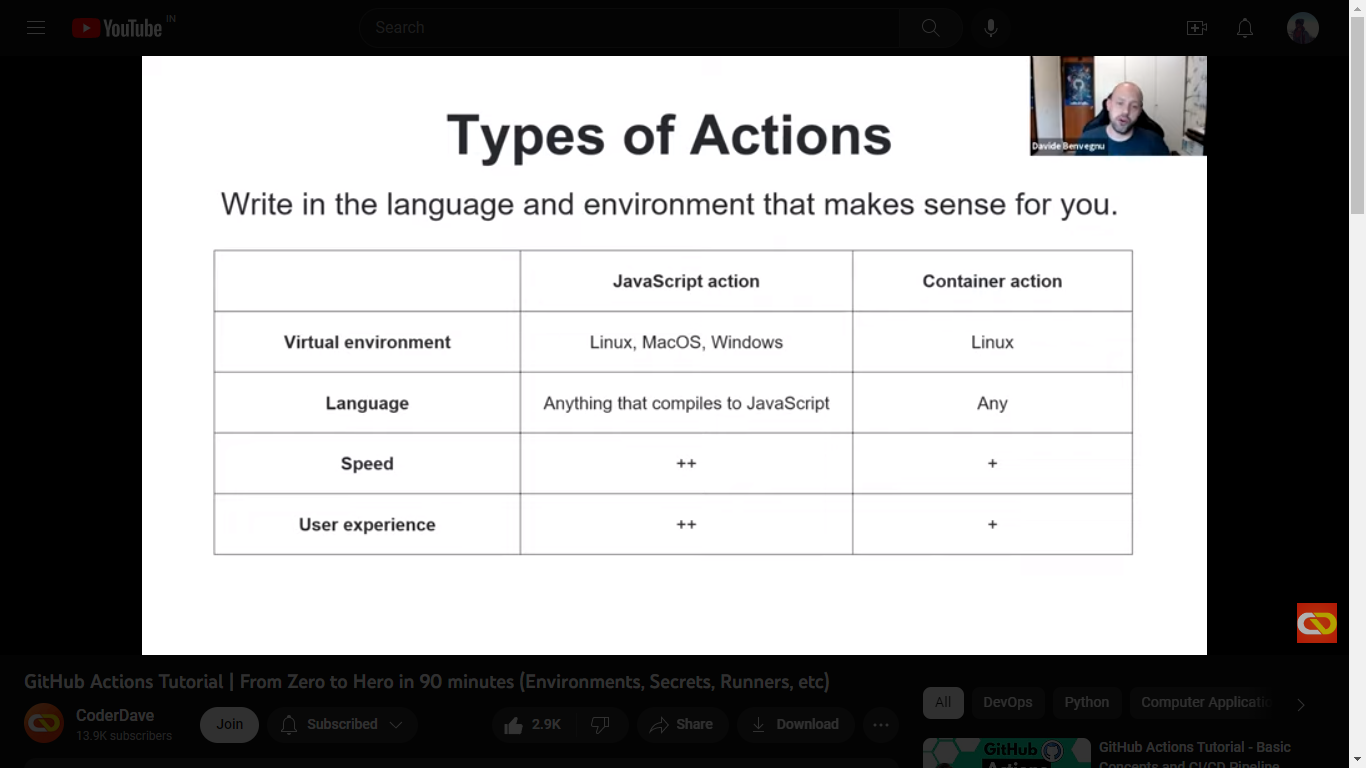 YouTube IN
Search
Types of Actions
Davide Benvegnu
Write in the language and environment that makes sense for you.
JavaScript action Container action
Virtual environment Linux, MacOS, Windows Linux
Language Anything that compiles to JavaScript Any
Speed ++ +
User experience ++ +
GitHub Actions Tutorial | From Zero to Hero in 90 minutes (Environments, Secrets, Runners, etc)
CoderDave
13.9K subscribers
Join
Subscribed
2.9K
Share
Download
All
DevOps
Python
Computer Applicatio
GitHub
Actions
GitHub Actions Tutorial - Basic
Concepts and CI/CD Pipeline